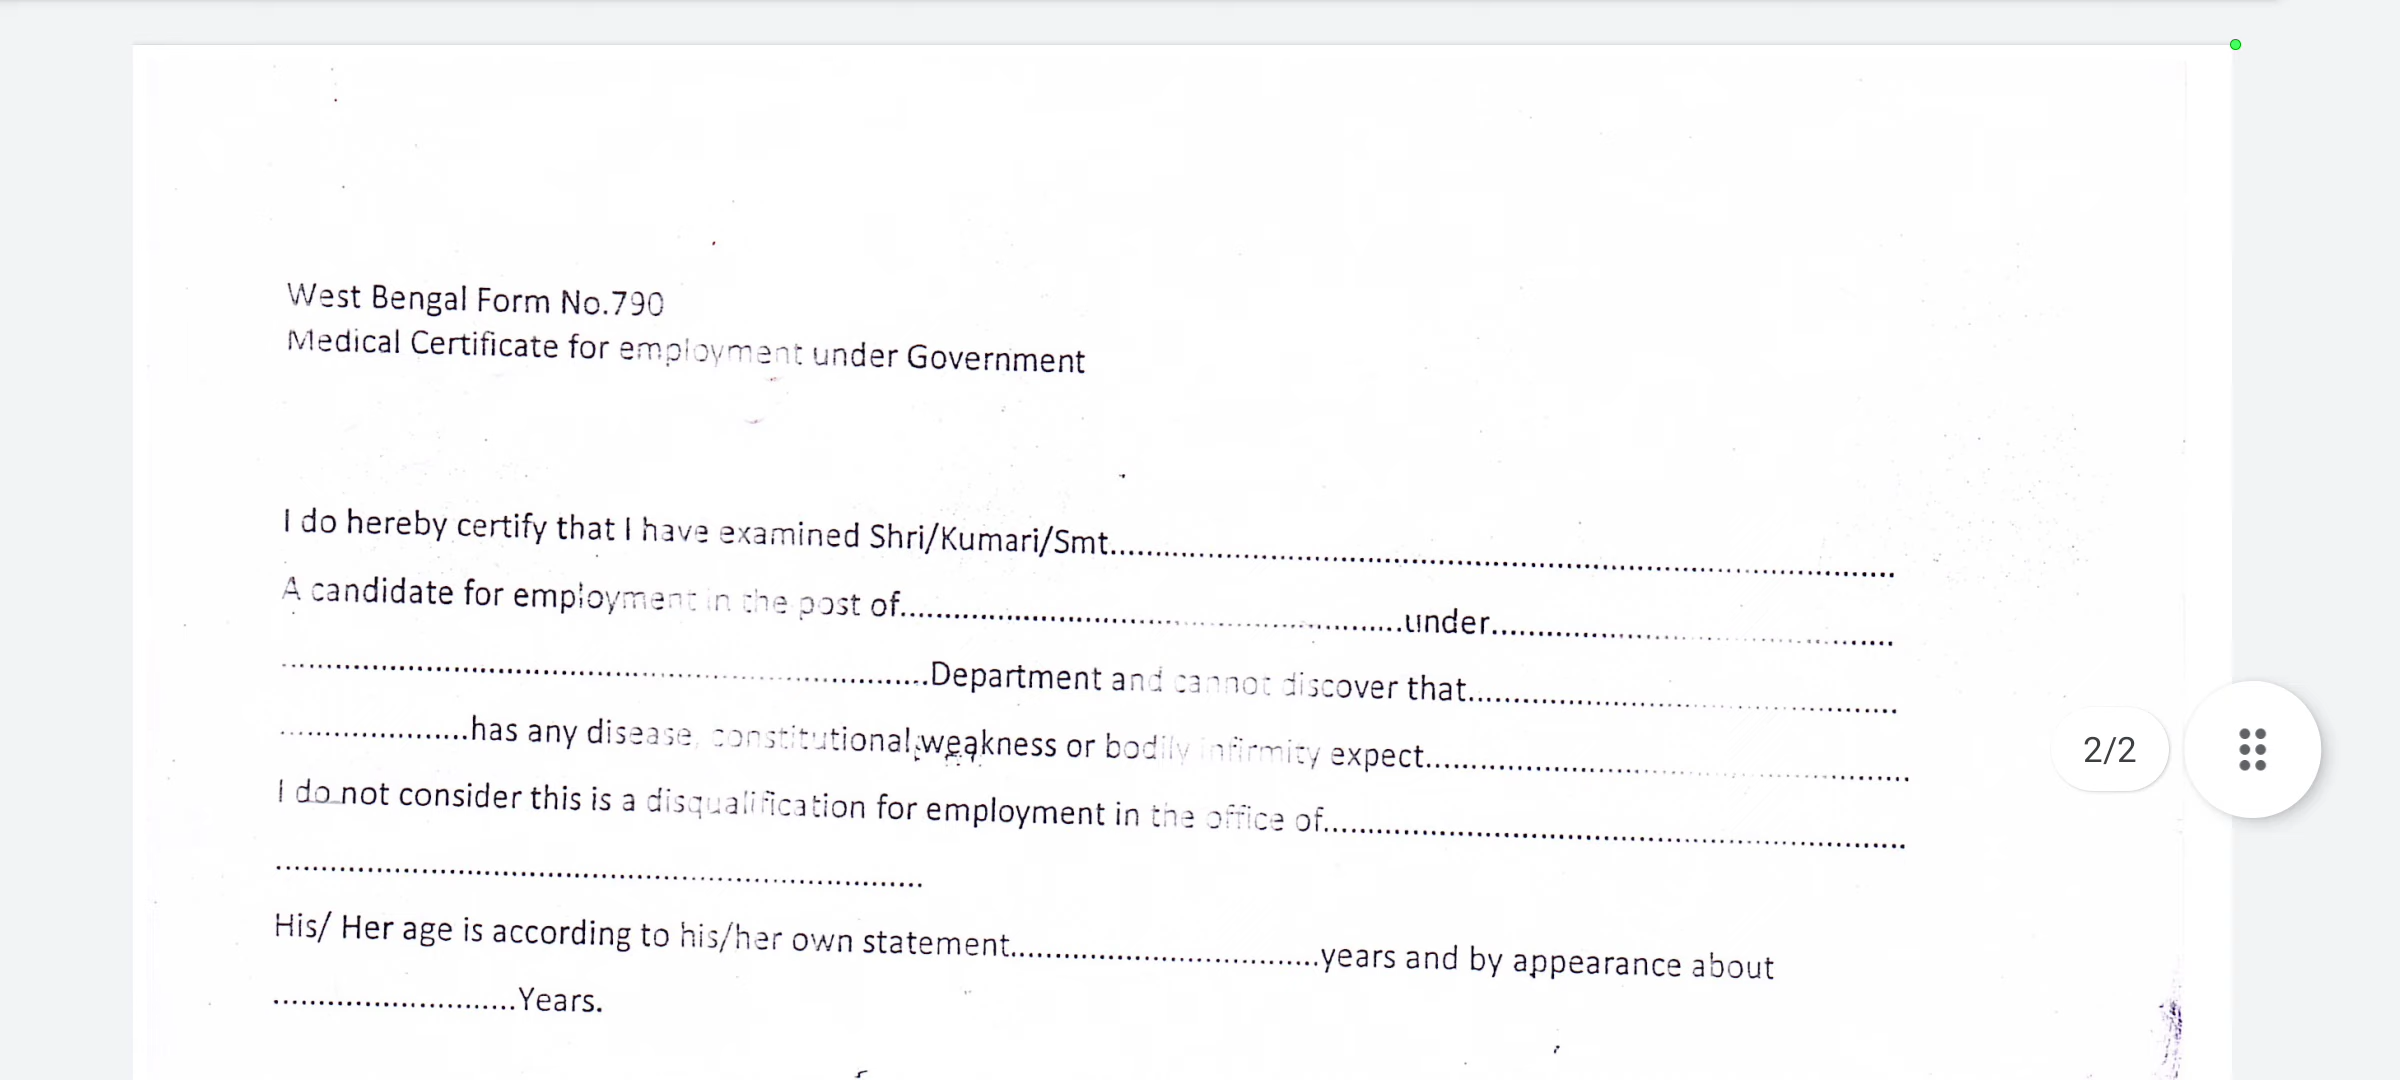 West Bengal Form No.790
Medical Certificate for employment under Government
I do hereby certify that I have examined Shri/Kumari/Smt....................................................................................
A candidate for employment in the post of......................................................under...........................................
......................................................................Department and cannot discover that..............................................
....................has any disease, constitutional,weakness or bodily infirmity expect....................................................
I do not consider this is a disqualification for employment in the office of..............................................................
......................................................................
His/ Her age is according to his/her own statement.................................years and by appearance about
..........................Years.
2/2